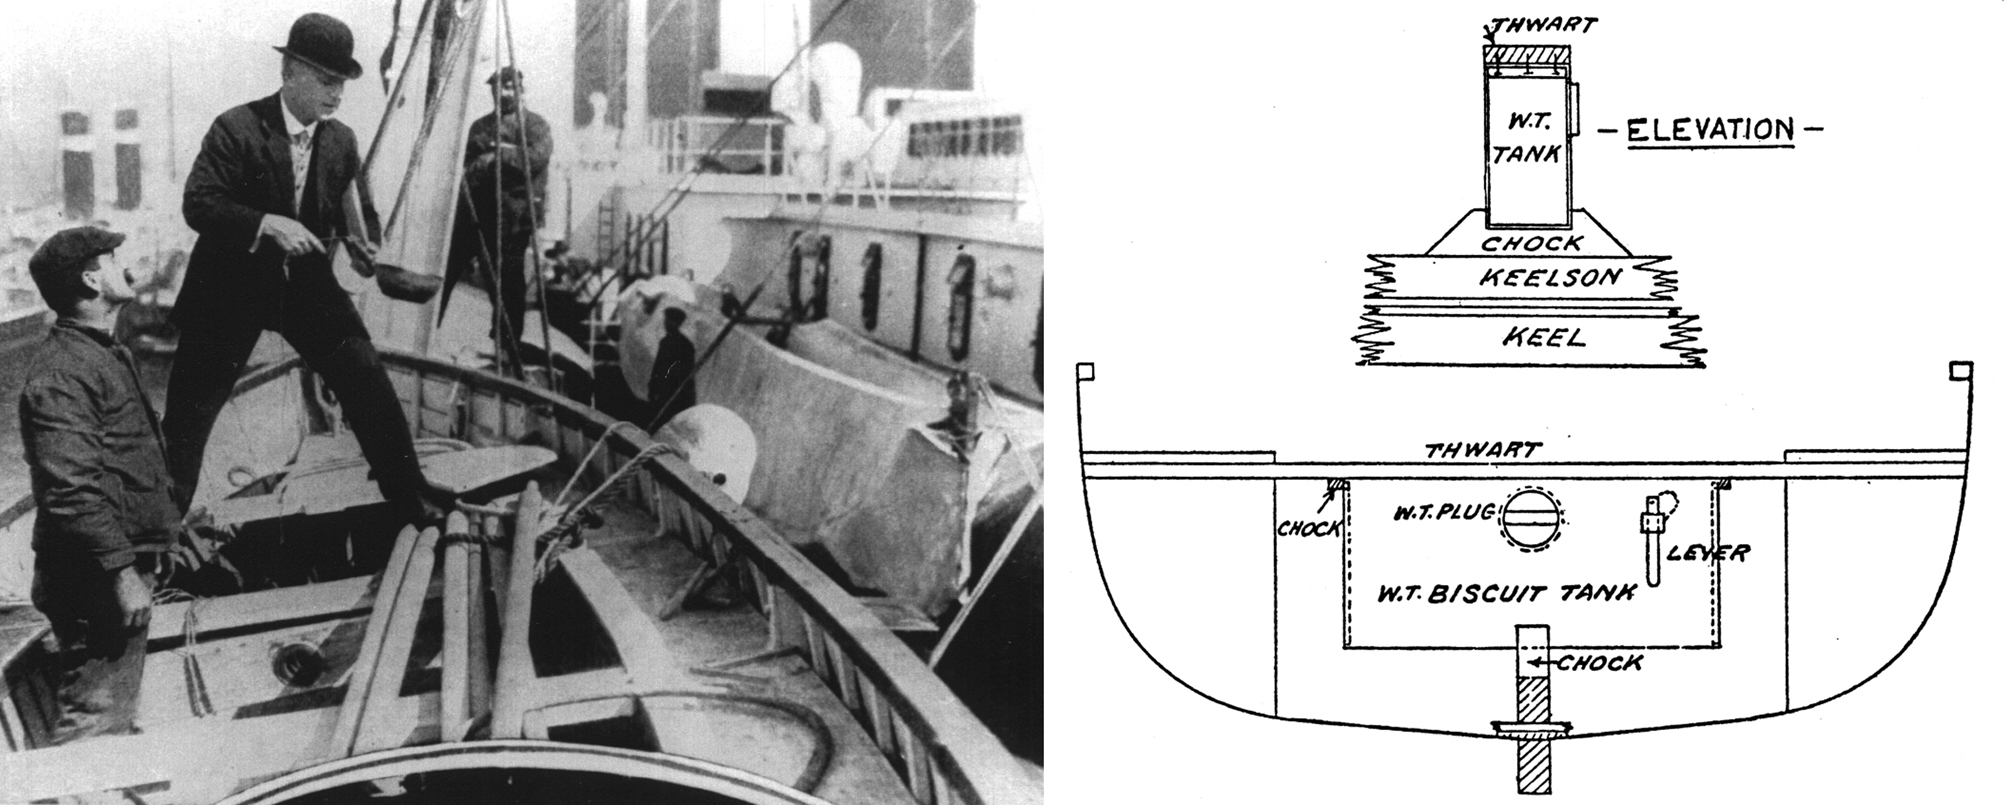 THWART
W.T.
TANK
- ELEVATION -
CHOCK
KEELSON
KEEL
THWART
CHOCK
W.T. PLUG
LEVER
W.T. BISCUIT TANK
CHOCK